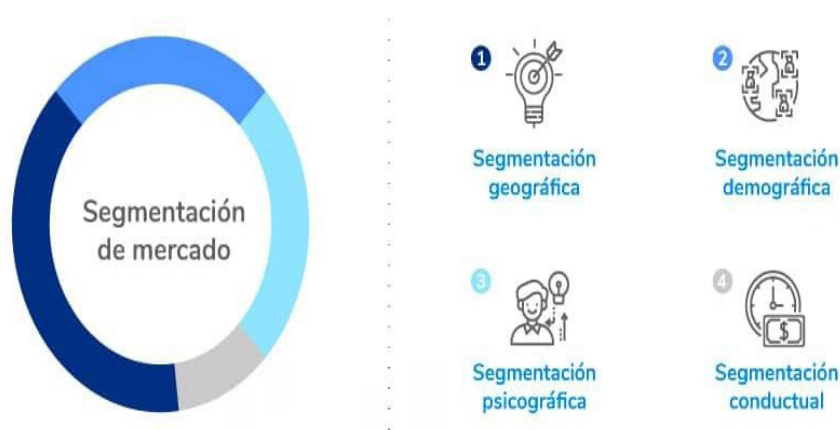 Segmentación
de mercado
1
Segmentación
geográfica
2
Segmentación
demográfica
3
Segmentación
psicográfica
4
$
Segmentación
conductual